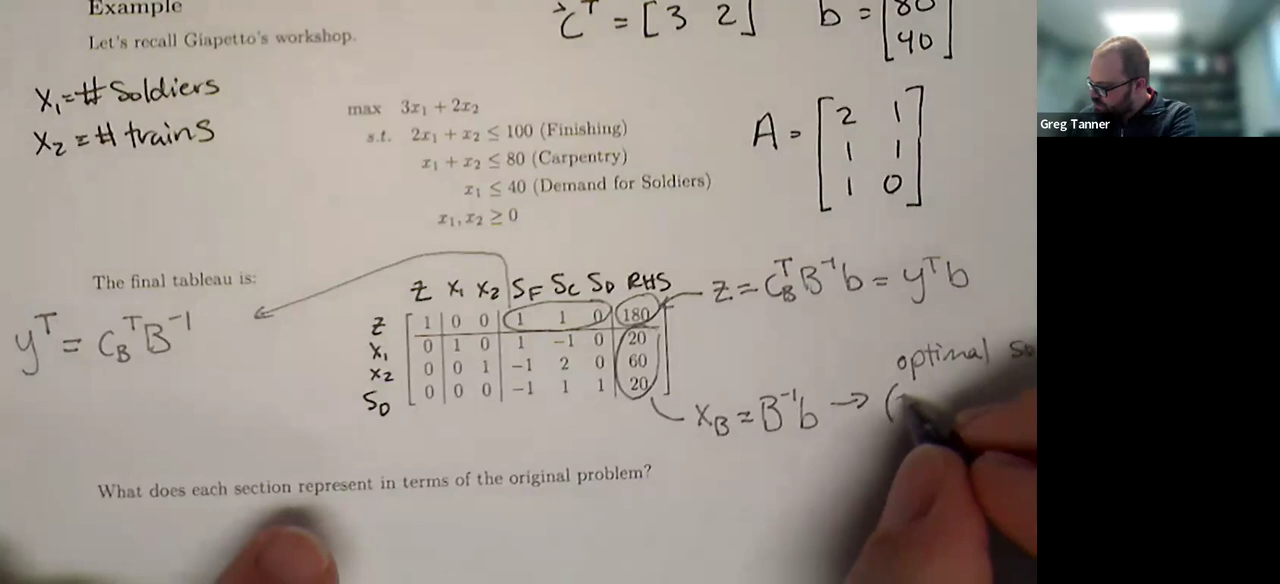 Example
Let's recall Giapetto's workshop.
c^T = [3 2]
b = [80
40]
x₁ = # Soldiers
x₂ = # trains
max 3x₁ + 2x₂
s.t. 2x₁ + x₂ ≤ 100 (Finishing)
x₁ + x₂ ≤ 80 (Carpentry)
x₁ ≤ 40 (Demand for Soldiers)
x₁, x₂ ≥ 0
A = [2 1
1 1
1 0]
Greg Tanner
The final tableau is:
y^T = C_B^T B^-1
Z x₁ x₂ S_F S_C S_D RHS
Z 1 0 0 1 1 0 180
x₁ 0 1 0 1 -1 0 20
x₂ 0 0 1 -1 2 0 60
S_D 0 0 0 -1 1 1 20
Z = C_B^T B^-1 b = y^T b
optimal
x_B = B^-1 b → (
What does each section represent in terms of the original problem?